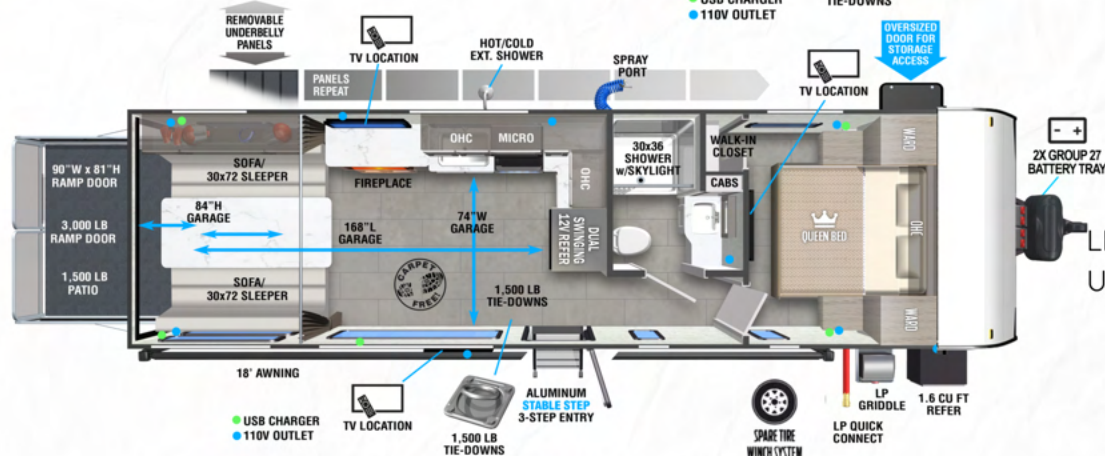 USB CHARGER
110V OUTLET
TIE-DOWNS
REMOVABLE
UNDERBELLY
PANELS
TV LOCATION
HOT/COLD
EXT. SHOWER
SPRAY
PORT
TV LOCATION
OVERSIZED
DOOR FOR
STORAGE
ACCESS
PANELS
REPEAT
2X GROUP 27
BATTERY TRAY
90"W x 81"H
RAMP DOOR
3,000 LB
RAMP DOOR
1,500 LB
PATIO
SOFA/
30x72 SLEEPER
84"H
GARAGE
168"L
GARAGE
SOFA/
30x72 SLEEPER
FIREPLACE
OHC
MICRO
OHC
74"W
GARAGE
DUAL
SWINGING
12V REFER
CARPET
FREE!
1,500 LB
TIE-DOWNS
30x36
SHOWER
w/SKYLIGHT
WALK-IN
CLOSET
CABS
QUEEN BED
WARD
OHC
WARD
18' AWNING
USB CHARGER
110V OUTLET
TV LOCATION
1,500 LB
TIE-DOWNS
ALUMINUM
STABLE STEP
3-STEP ENTRY
SPARE TIRE
WINCH SYSTEM
LP QUICK
CONNECT
LP
GRIDDLE
1.6 CU FT
REFER